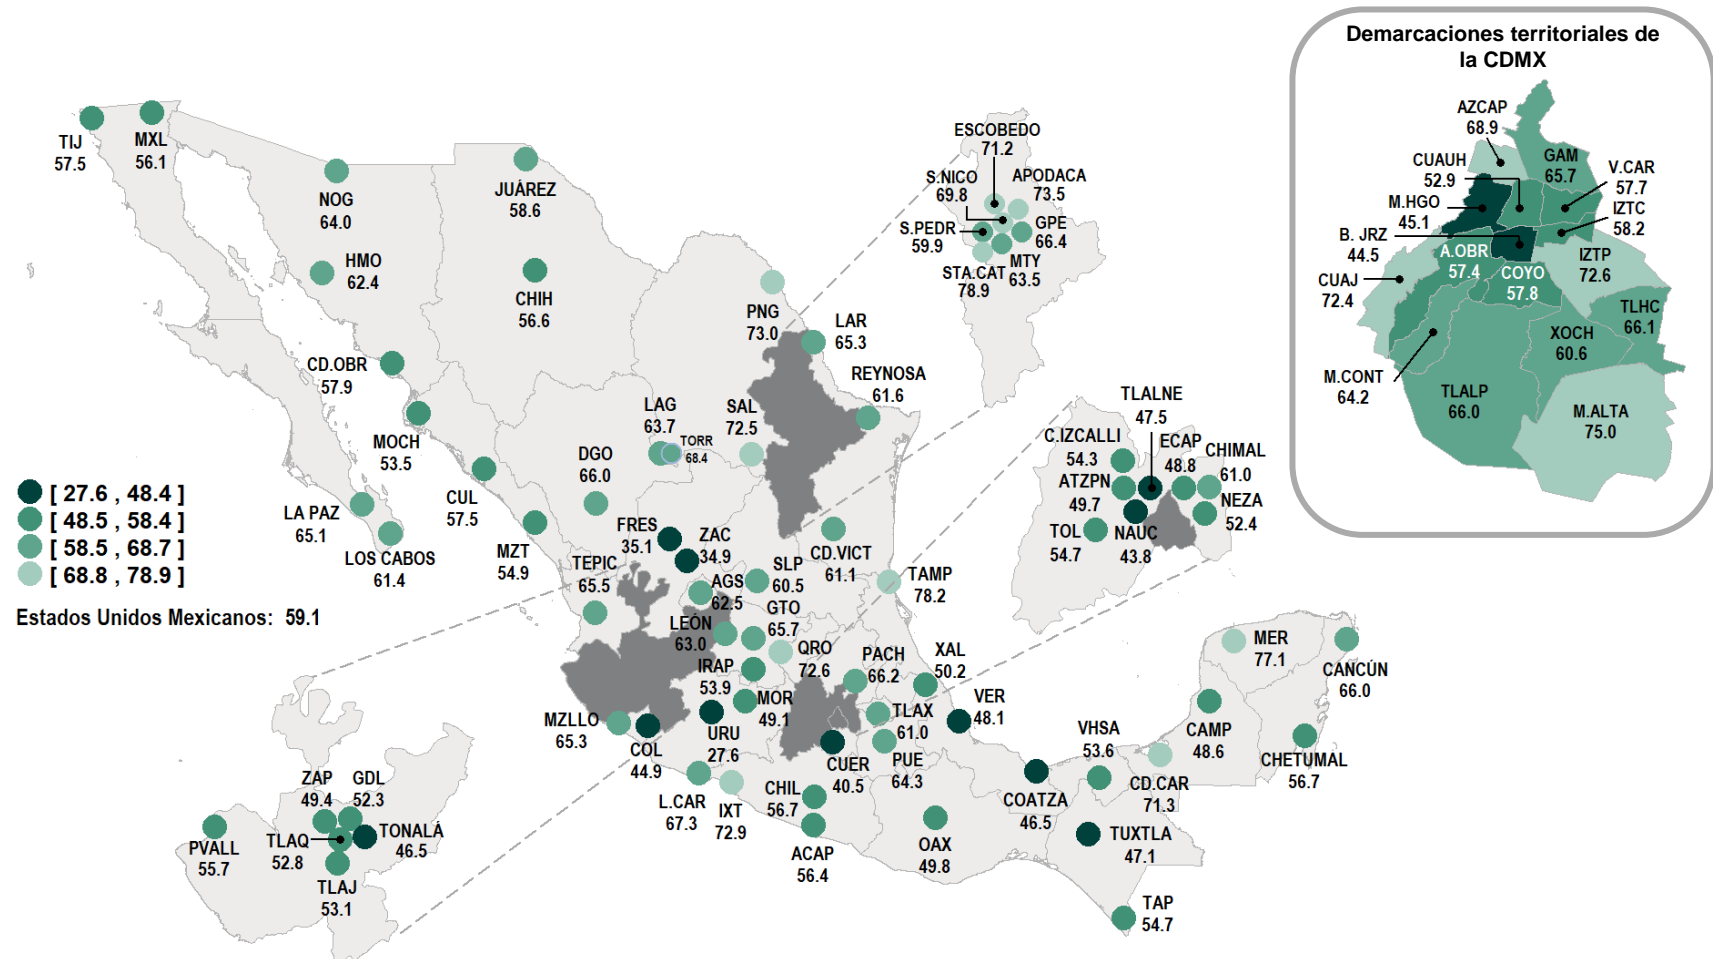 Demarcaciones territoriales de
la CDMX
AZCAP
68.9
CUAUH
52.9
GAM
65.7
V.CAR
57.7
M.HGO
45.1
IZTC
58.2
B. JRZ
44.5
A.OBR
57.4
COYO
57.8
IZTP
72.6
CUAJ
72.4
TLHC
66.1
XOCH
60.6
M.CONT
64.2
TLALP
66.0
M.ALTA
75.0
TIJ
57.5
MXL
56.1
NOG
64.0
HMO
62.4
JUÁREZ
58.6
CHIH
56.6
CD.OBR
57.9
MOCH
53.5
CUL
57.5
MZT
54.9
LA PAZ
65.1
LOS CABOS
61.4
ESCOBEDO
71.2
S.NICO
69.8
APODACA
73.5
S.PEDR
59.9
GPE
66.4
STA.CAT
78.9
MTY
63.5
PNG
73.0
LAR
65.3
REYNOSA
61.6
LAG
63.7
TORR
68.4
SAL
72.5
DGO
66.0
FRES
35.1
ZAC
34.9
TEPIC
65.5
AGS
62.5
SLP
60.5
CD.VICT
61.1
TAMP
78.2
LEÓN
63.0
GTO
65.7
QRO
72.6
IRAP
53.9
PACH
66.2
XAL
50.2
MOR
49.1
MZLLO
65.3
COL
44.9
URU
27.6
TLAX
61.0
VER
48.1
CUER
40.5
PUE
64.3
L.CAR
67.3
IXT
72.9
CHIL
56.7
ACAP
56.4
OAX
49.8
COATZA
46.5
VHSA
53.6
CD.CAR
71.3
TUXTLA
47.1
TAP
54.7
MER
77.1
CANCÚN
66.0
CAMP
48.6
CHETUMAL
56.7
TLALNE
47.5
C.IZCALLI
54.3
ECAP
48.8
CHIMAL
61.0
ATZPN
49.7
NEZA
52.4
TOL
54.7
NAUC
43.8
[ 27.6 , 48.4 ]
[ 48.5 , 58.4 ]
[ 58.5 , 68.7 ]
[ 68.8 , 78.9 ]
Estados Unidos Mexicanos: 59.1
ZAP
49.4
GDL
52.3
TLAQ
52.8
TONALÁ
46.5
PVALL
55.7
TLAJ
53.1